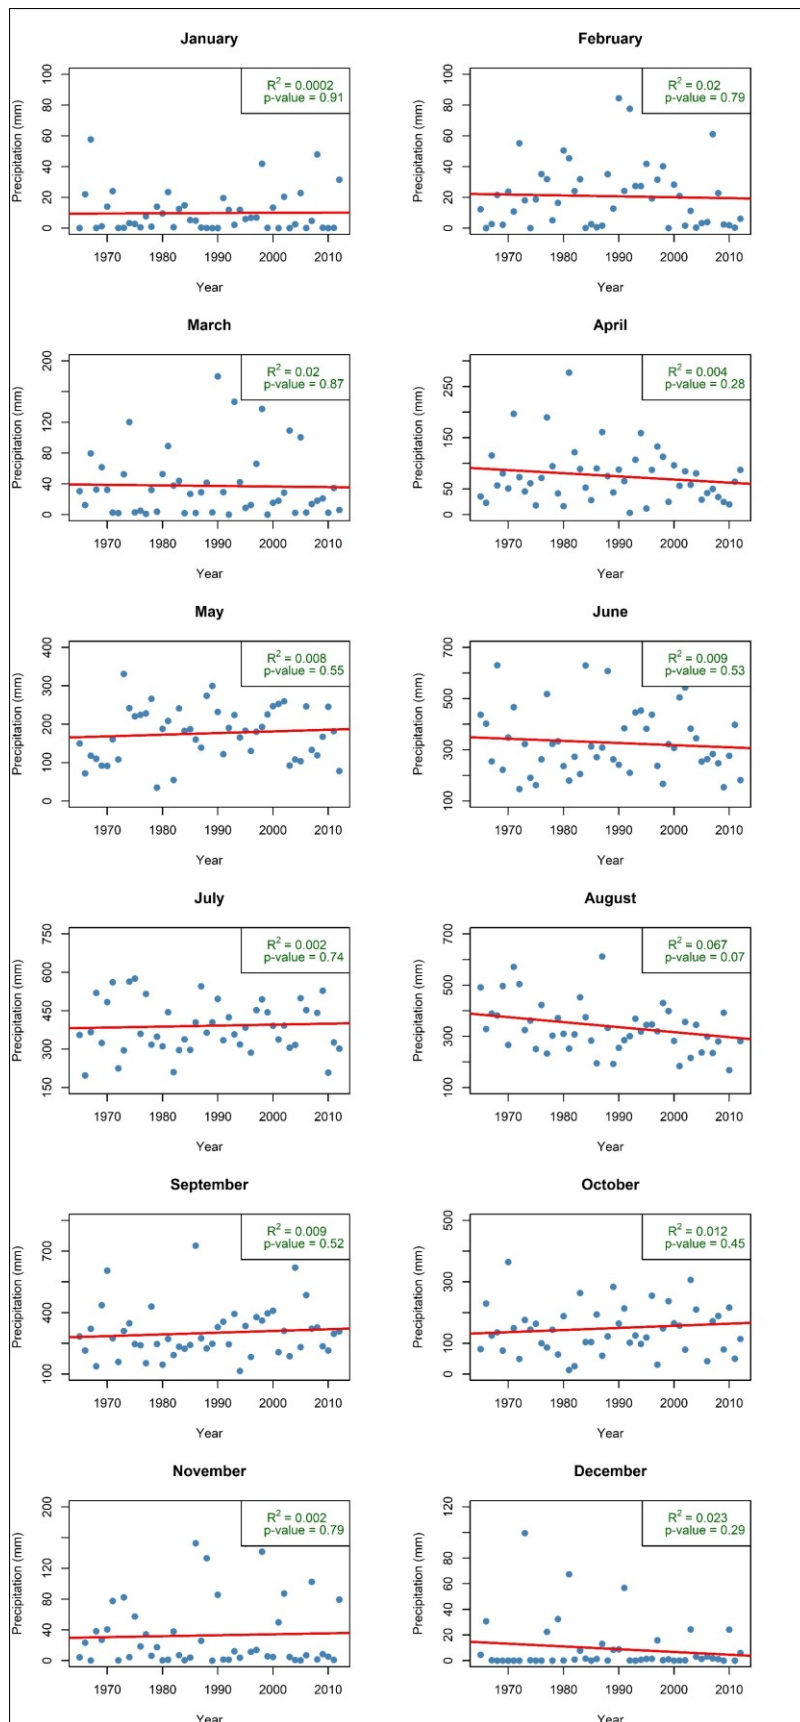 January
R² = 0.0002
p-value = 0.91
Precipitation (mm)
0 20 40 60 80 100
1970 1980 1990 2000 2010
Year
February
R² = 0.02
p-value = 0.79
Precipitation (mm)
0 20 40 60 80 100
1970 1980 1990 2000 2010
Year
March
R² = 0.02
p-value = 0.87
Precipitation (mm)
0 40 80 120 200
1970 1980 1990 2000 2010
Year
April
R² = 0.004
p-value = 0.28
Precipitation (mm)
0 50 150 250
1970 1980 1990 2000 2010
Year
May
R² = 0.008
p-value = 0.55
Precipitation (mm)
0 100 200 300 400
1970 1980 1990 2000 2010
Year
June
R² = 0.009
p-value = 0.53
Precipitation (mm)
100 300 500 700
1970 1980 1990 2000 2010
Year
July
R² = 0.002
p-value = 0.74
Precipitation (mm)
150 300 450 600 750
1970 1980 1990 2000 2010
Year
August
R² = 0.067
p-value = 0.07
Precipitation (mm)
100 300 500 700
1970 1980 1990 2000 2010
Year
September
R² = 0.009
p-value = 0.52
Precipitation (mm)
100 400 700
1970 1980 1990 2000 2010
Year
October
R² = 0.012
p-value = 0.45
Precipitation (mm)
0 100 300 500
1970 1980 1990 2000 2010
Year
November
R² = 0.002
p-value = 0.79
Precipitation (mm)
0 40 80 120 200
1970 1980 1990 2000 2010
Year
December
R² = 0.023
p-value = 0.29
Precipitation (mm)
0 20 40 60 80 120
1970 1980 1990 2000 2010
Year